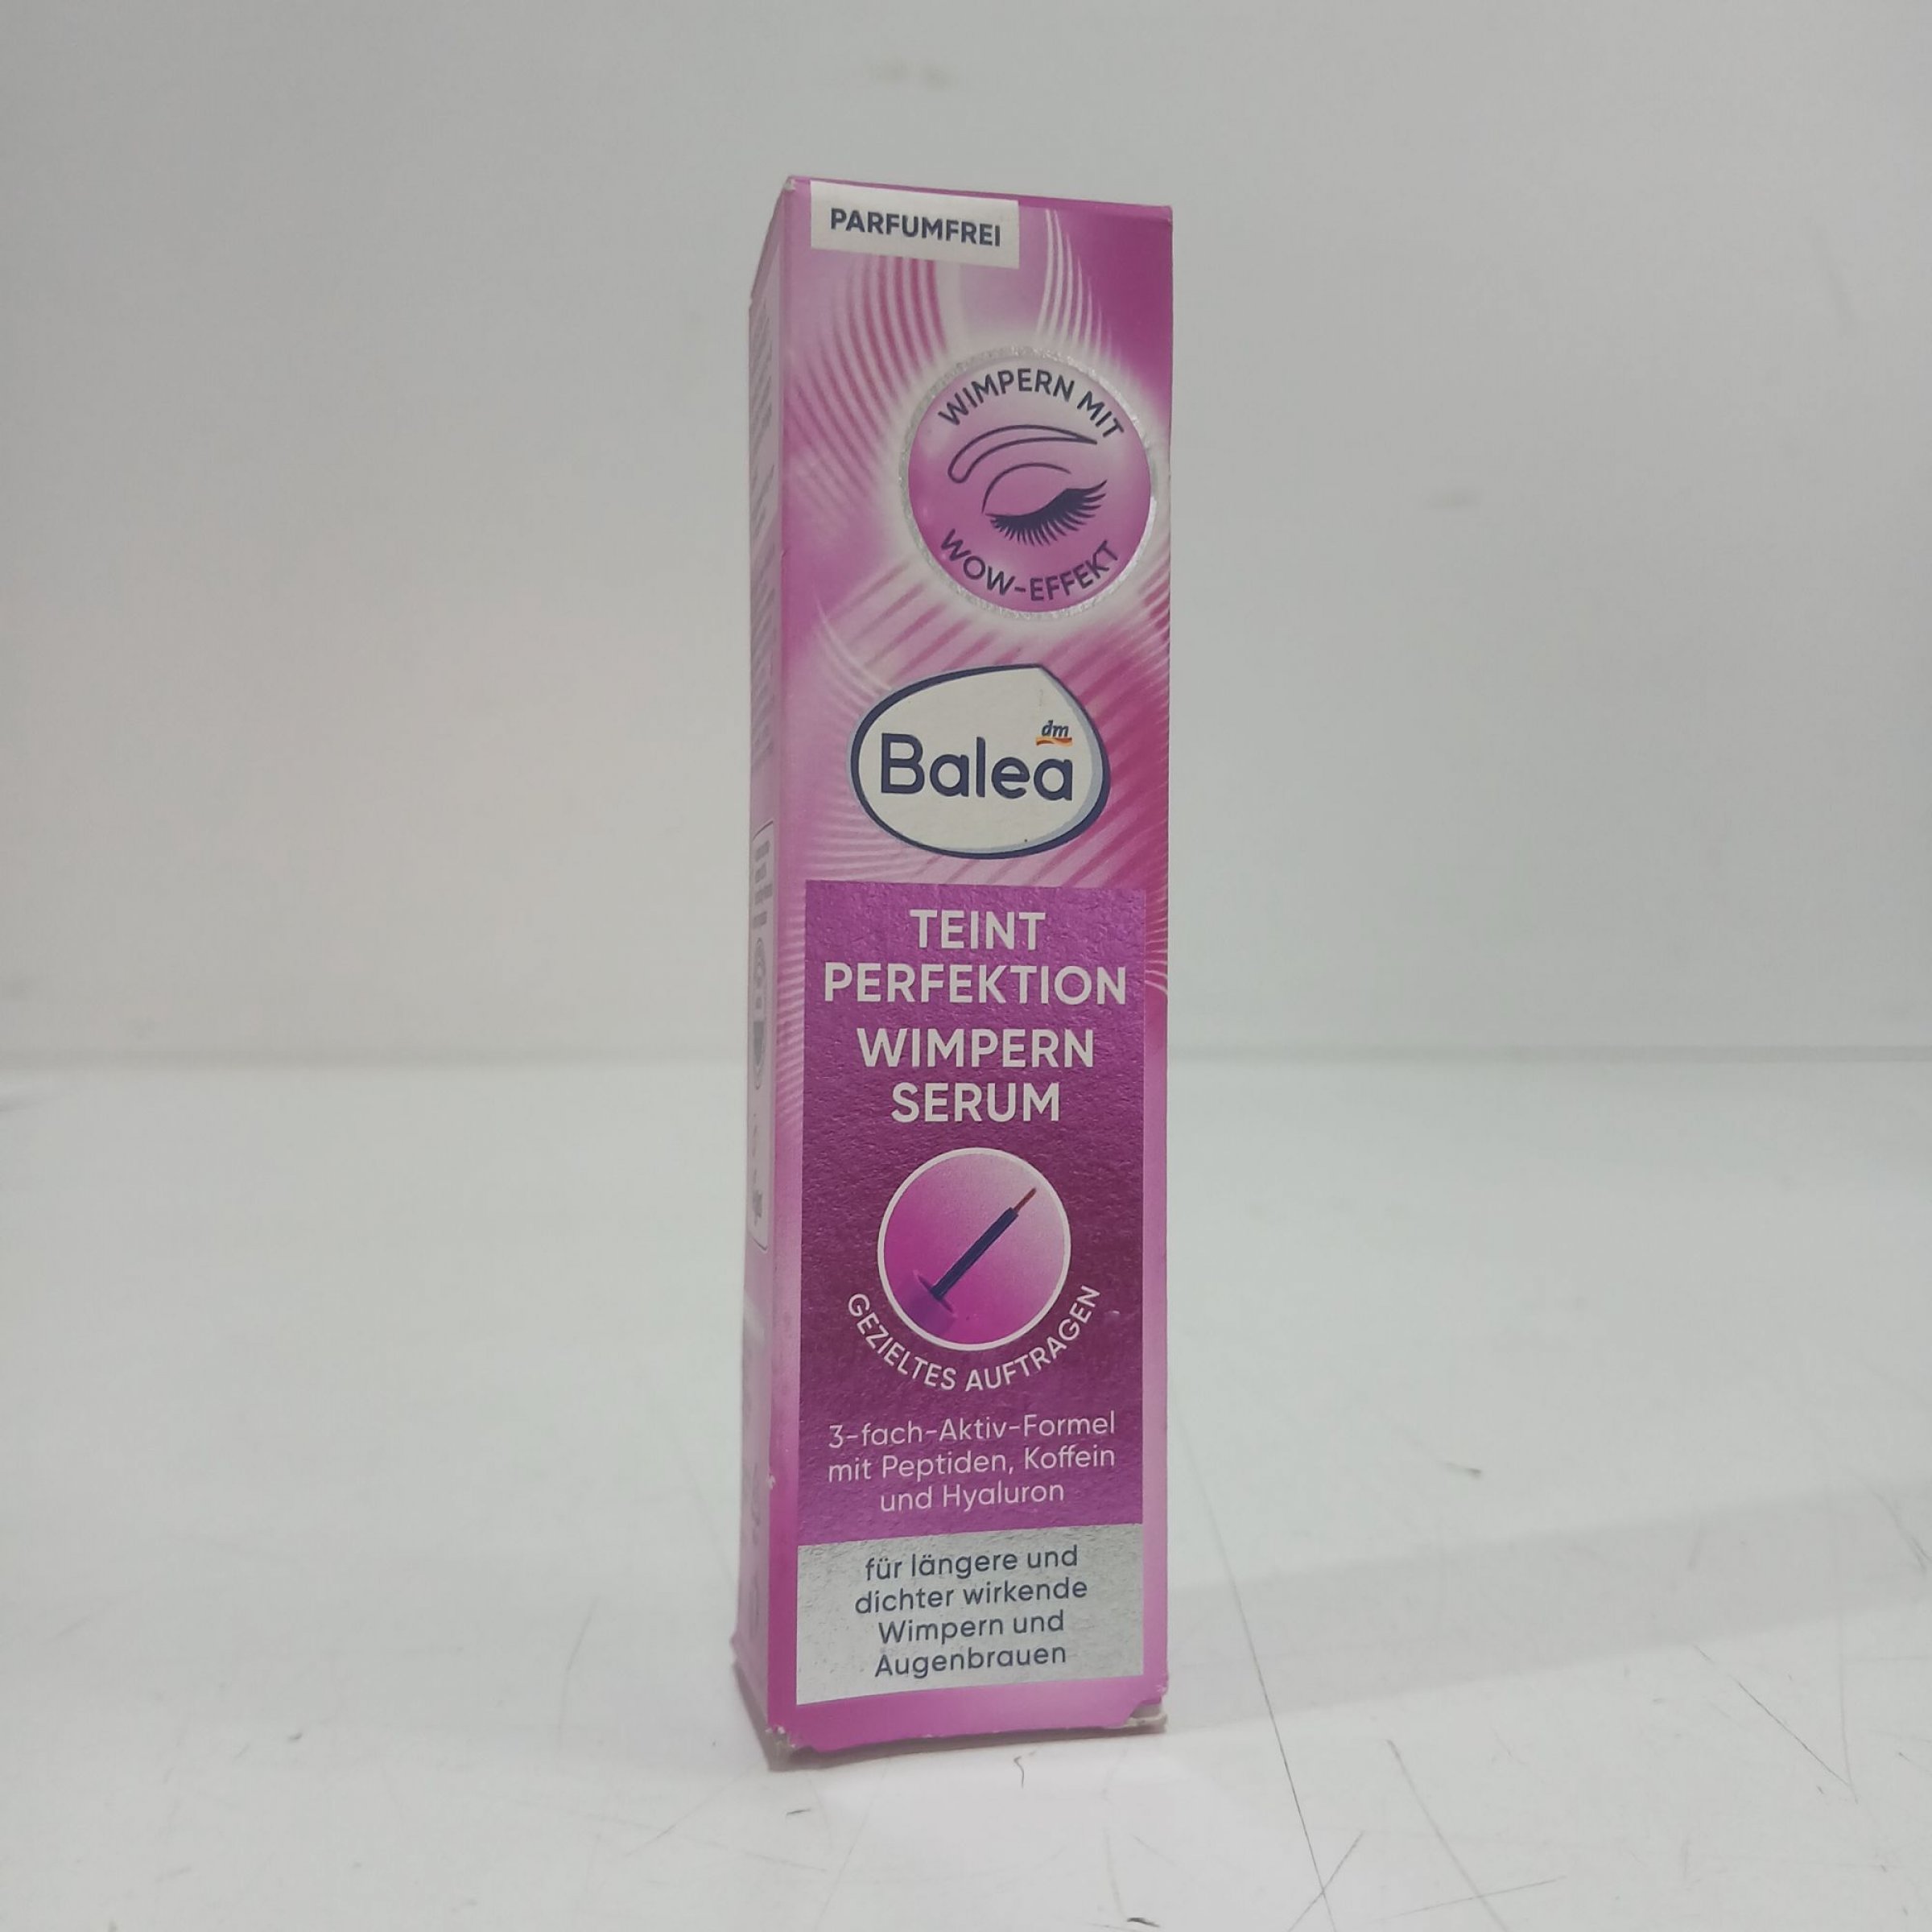 PARFUMFREI
WIMPERN MIT
WOW-EFFEKT
dm
Balea
TEINT
PERFEKTION
WIMPERN
SERUM
GEZIELTES AUFTRAGEN
3-fach-Aktiv-Formel
mit Peptiden, Koffein
und Hyaluron
für längere und
dichter wirkende
Wimpern und
Augenbrauen